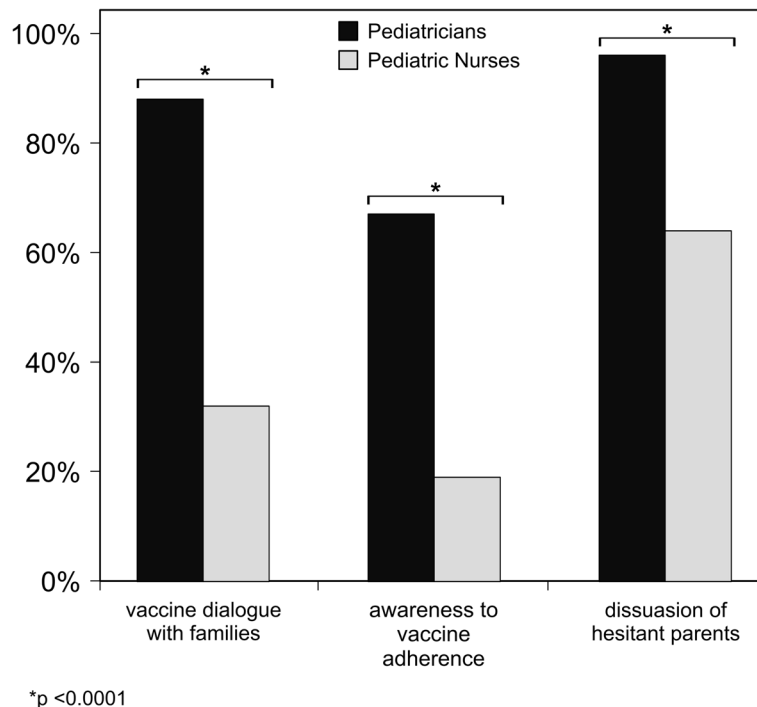 100%
80%
60%
40%
20%
0%
Pediatricians
Pediatric Nurses
*
*
*
vaccine dialogue
with families
awareness to
vaccine
adherence
dissuasion of
hesitant parents
*p <0.0001